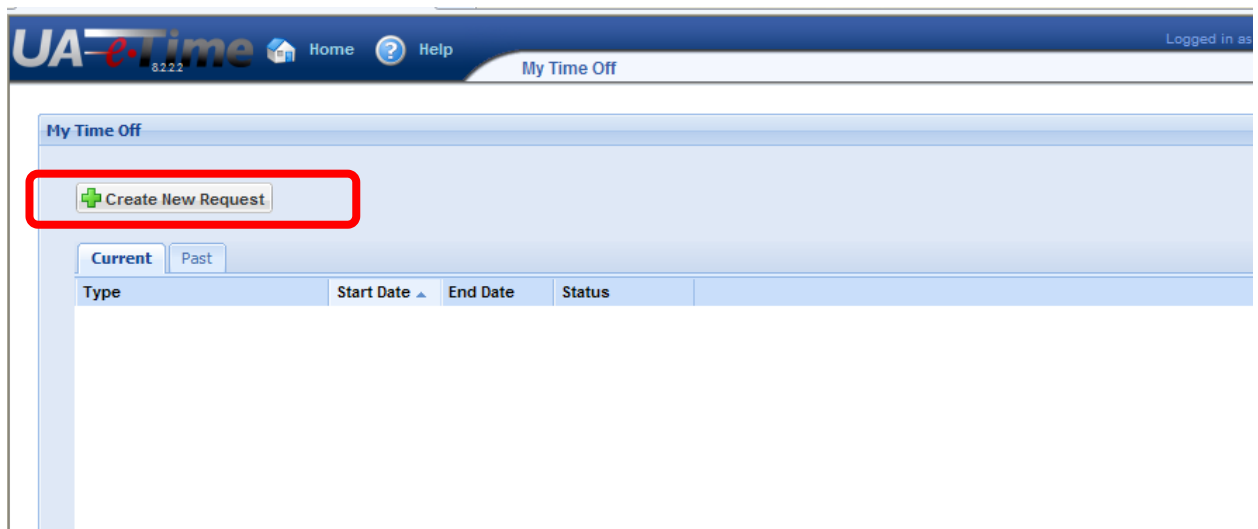 UA-e-Time 8.2.2.2 Home Help Logged in as
My Time Off
My Time Off
Create New Request
Current Past
Type Start Date End Date Status